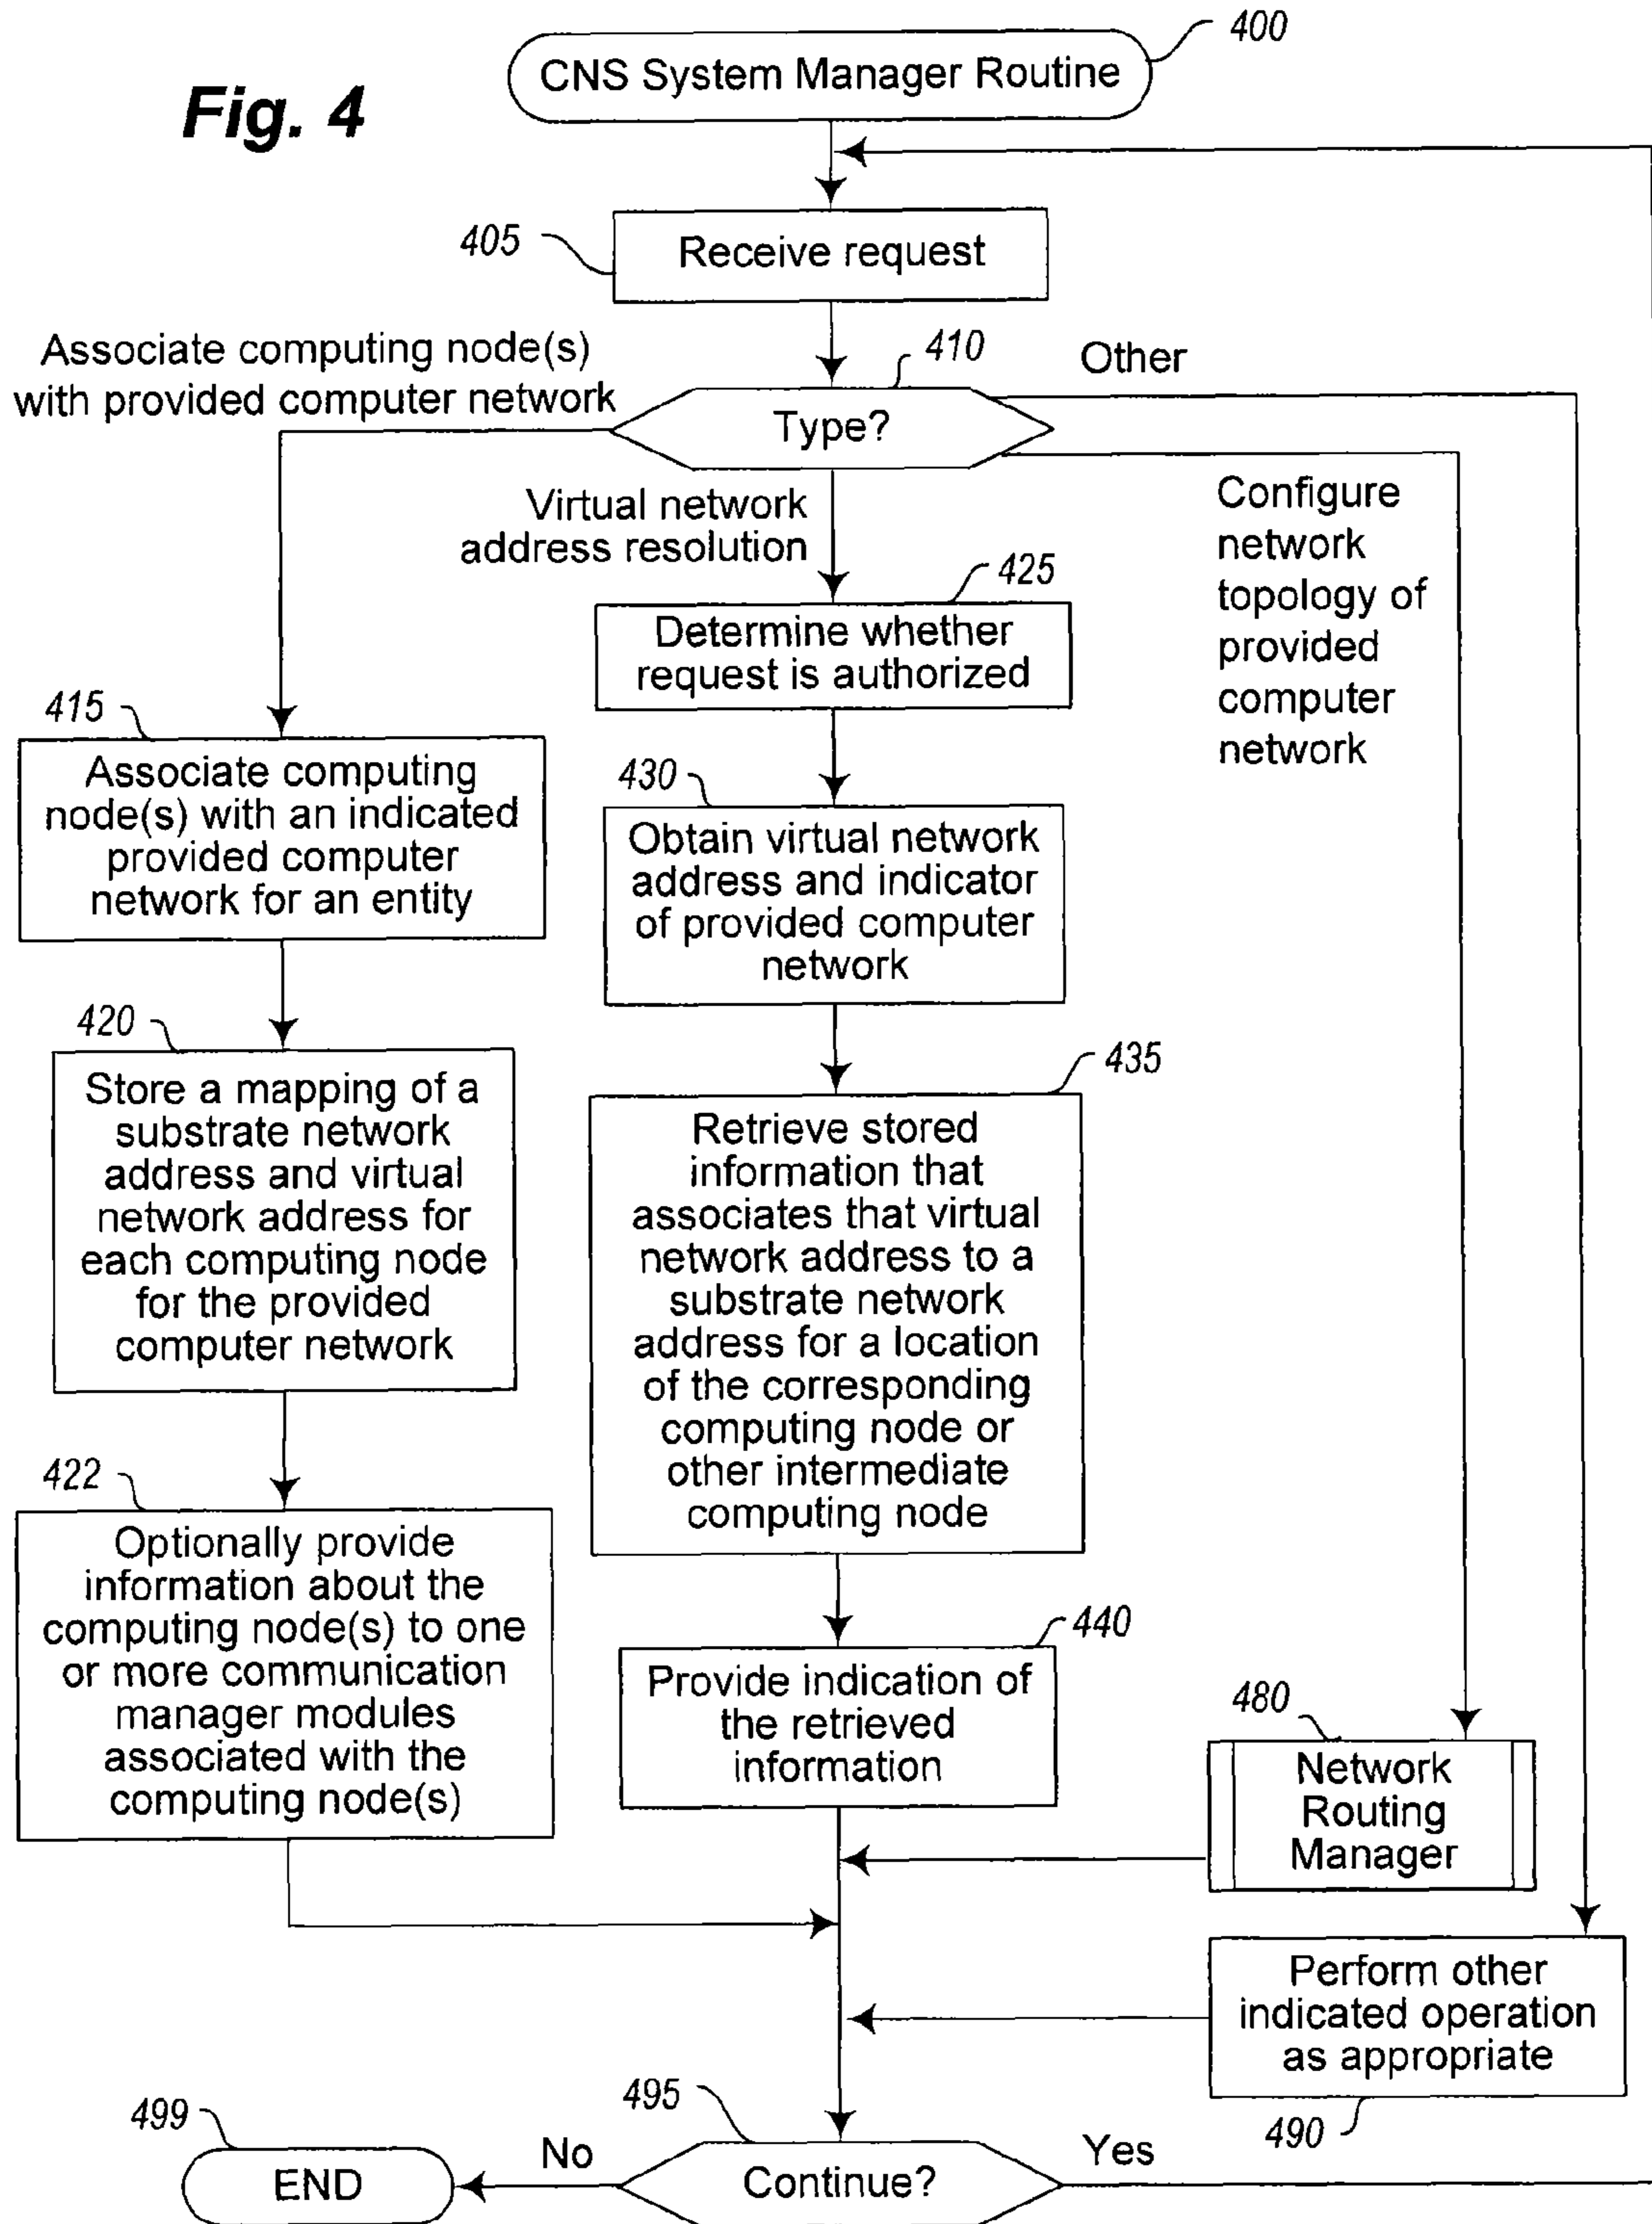 Fig. 4
CNS System Manager Routine
400
405
Receive request
Associate computing node(s)
with provided computer network
410
Other
Type?
Virtual network
address resolution
Configure
network
topology of
provided
computer
network
425
Determine whether
request is authorized
415
Associate computing
node(s) with an indicated
provided computer
network for an entity
430
Obtain virtual network
address and indicator
of provided computer
network
420
Store a mapping of a
substrate network
address and virtual
network address for
each computing node
for the provided
computer network
435
Retrieve stored
information that
associates that virtual
network address to a
substrate network
address for a location
of the corresponding
computing node or
other intermediate
computing node
422
Optionally provide
information about the
computing node(s) to one
or more communication
manager modules
associated with the
computing node(s)
440
Provide indication of
the retrieved
information
480
Network
Routing
Manager
Perform other
indicated operation
as appropriate
490
495
Continue?
Yes
No
499
END